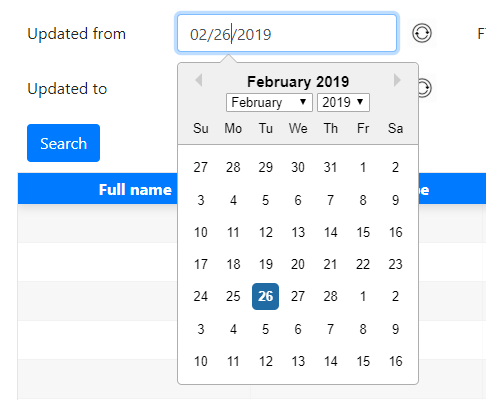 Updated from 02/26/2019 F
Updated to
Search
Full name pe
February 2019
February 2019
Su Mo Tu We Th Fr Sa
27 28 29 30 31 1 2
3 4 5 6 7 8 9
10 11 12 13 14 15 16
17 18 19 20 21 22 23
24 25 26 27 28 1 2
3 4 5 6 7 8 9
10 11 12 13 14 15 16